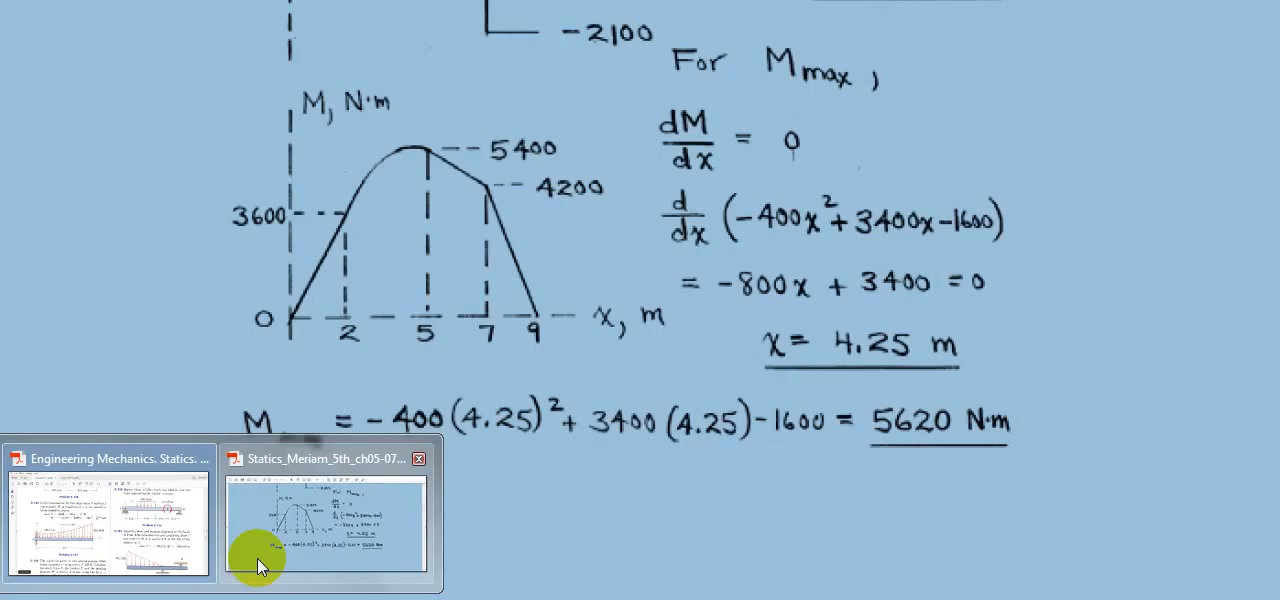 -2100
For Mmax,
M, N·m
dM/dx = 0
5400
4200
3600
d/dx (-400x²+3400x-1600)
= -800x + 3400 = 0
0 2 5 7 9 x, m
x = 4.25 m
M = -400(4.25)² + 3400(4.25)-1600 = 5620 N·m
Engineering Mechanics. Statics. ...
Statics_Meriam_5th_ch05-07...